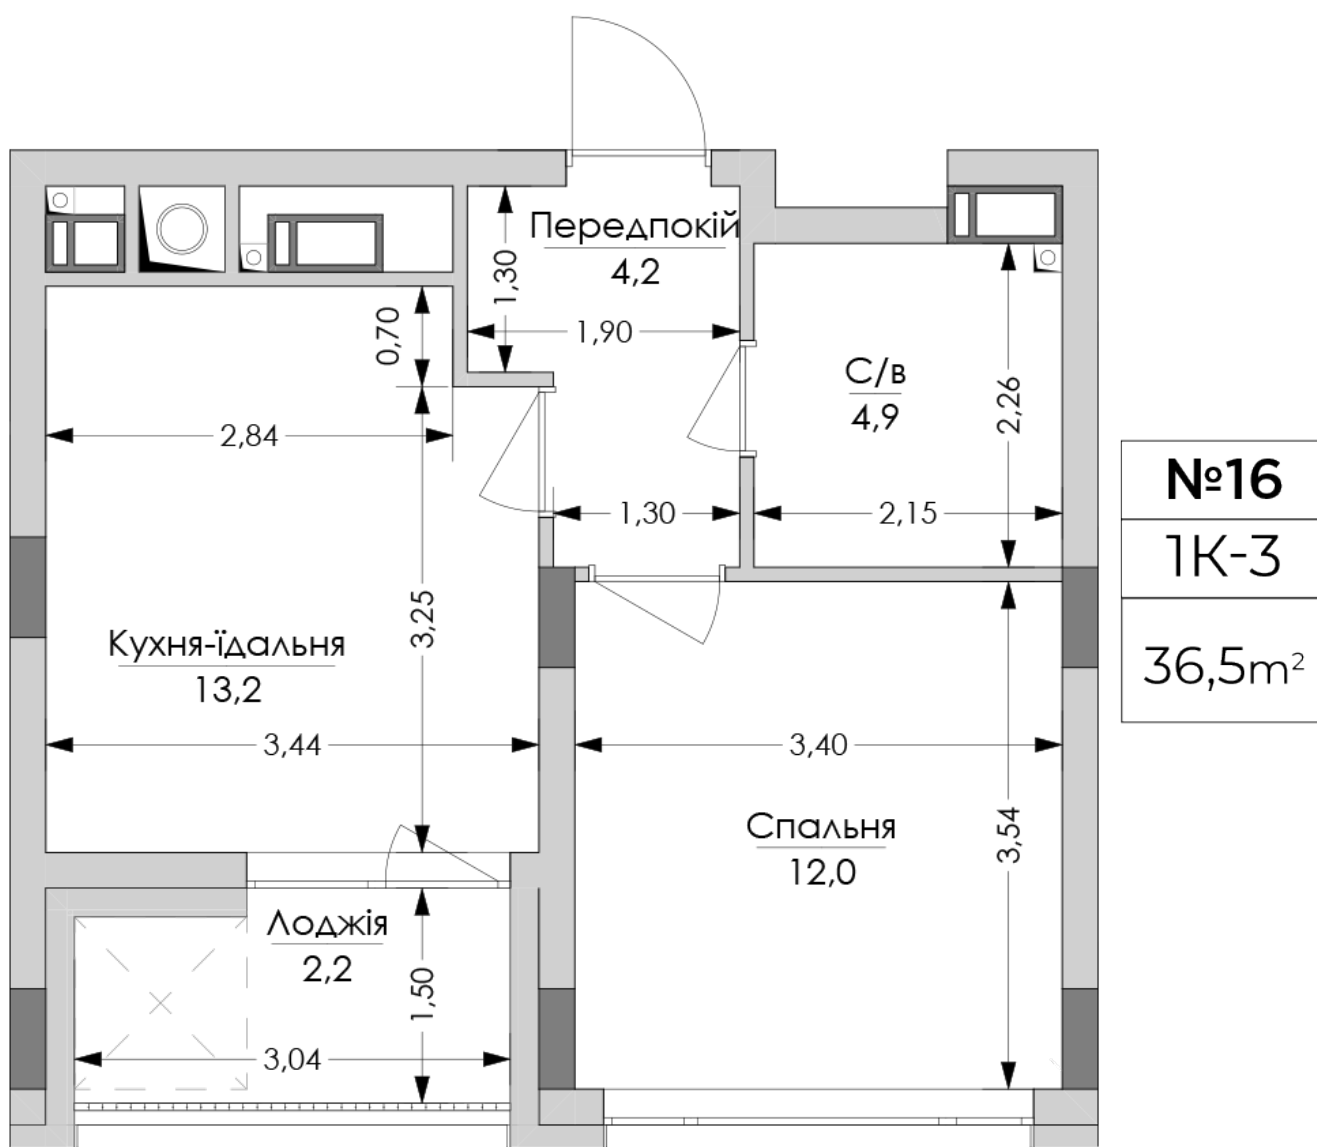 Передпокій
4,2
1,30
1,90
0,70
2,84
С/в
4,9
2,26
1,30
2,15
№16
1К-3
36,5m²
3,25
Кухня-їдальня
13,2
3,44
3,40
Спальня
12,0
3,54
Лоджія
2,2
1,50
3,04